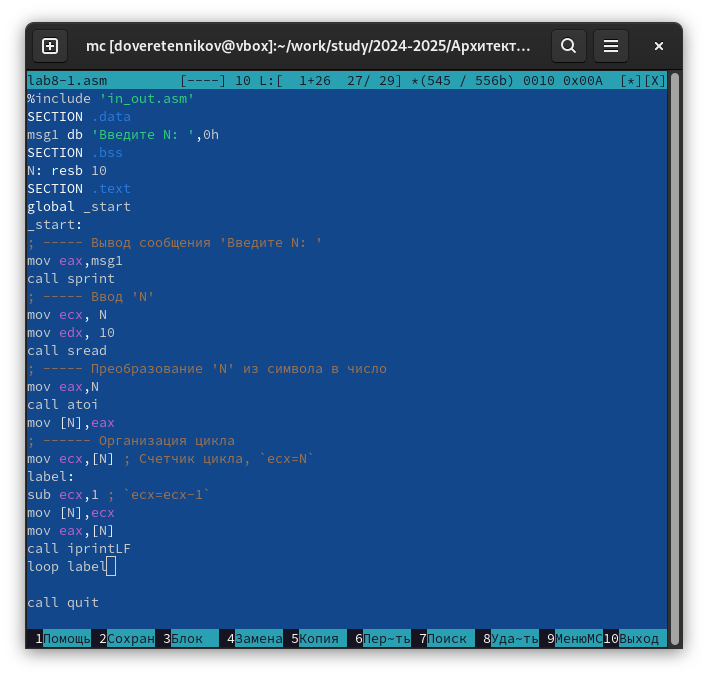 mc [doveretennikov@vbox]:~/work/study/2024-2025/Архитект...
lab8-1.asm [----] 10 L:[ 1+26 27/ 29] *(545 / 556b) 0010 0x00A [*][X]
%include 'in_out.asm'
SECTION .data
msg1 db 'Введите N: ',0h
SECTION .bss
N: resb 10
SECTION .text
global _start
_start:
; ----- Вывод сообщения 'Введите N: '
mov eax,msg1
call sprint
; ----- Ввод 'N'
mov ecx, N
mov edx, 10
call sread
; ----- Преобразование 'N' из символа в число
mov eax,N
call atoi
mov [N],eax
; ------ Организация цикла
mov ecx,[N] ; Счетчик цикла, `ecx=N`
label:
sub ecx,1 ; `ecx=ecx-1`
mov [N],ecx
mov eax,[N]
call iprintLF
loop label
call quit
1Помощь 2Сохран 3Блок 4Замена 5Копия 6Пер~ть 7Поиск 8Уда~ть 9МенюMC 10Выход